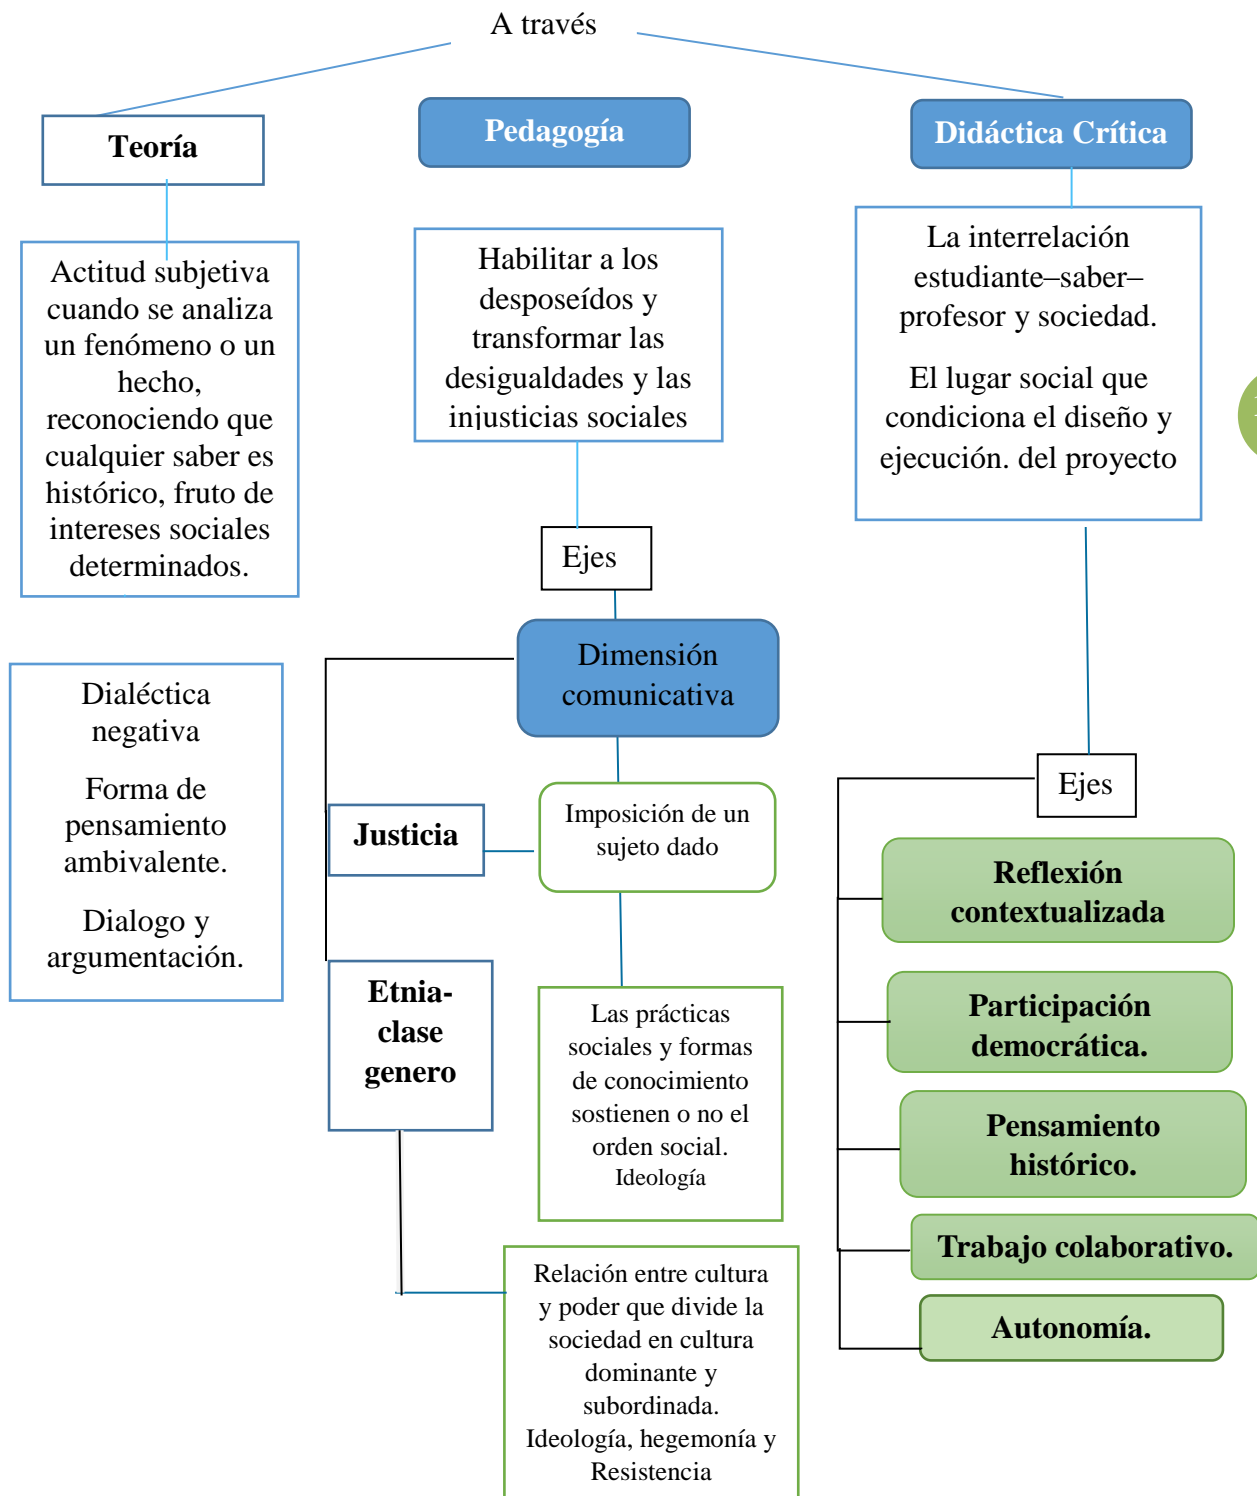 A través
Teoría
Pedagogía
Didáctica Crítica
Actitud subjetiva
cuando se analiza
un fenómeno o un
hecho,
reconociendo que
cualquier saber es
histórico, fruto de
intereses sociales
determinados.
Habilitar a los
desposeídos y
transformar las
desigualdades y las
injusticias sociales
La interrelación
estudiante–saber–
profesor y sociedad.
El lugar social que
condiciona el diseño y
ejecución. del proyecto
Ejes
Dimensión
comunicativa
Dialéctica
negativa
Forma de
pensamiento
ambivalente.
Dialogo y
argumentación.
Justicia
Imposición de un
sujeto dado
Etnia-
clase
genero
Las prácticas
sociales y formas
de conocimiento
sostienen o no el
orden social.
Ideología
Relación entre cultura
y poder que divide la
sociedad en cultura
dominante y
subordinada.
Ideología, hegemonía y
Resistencia
Ejes
Reflexión
contextualizada
Participación
democrática.
Pensamiento
histórico.
Trabajo colaborativo.
Autonomía.